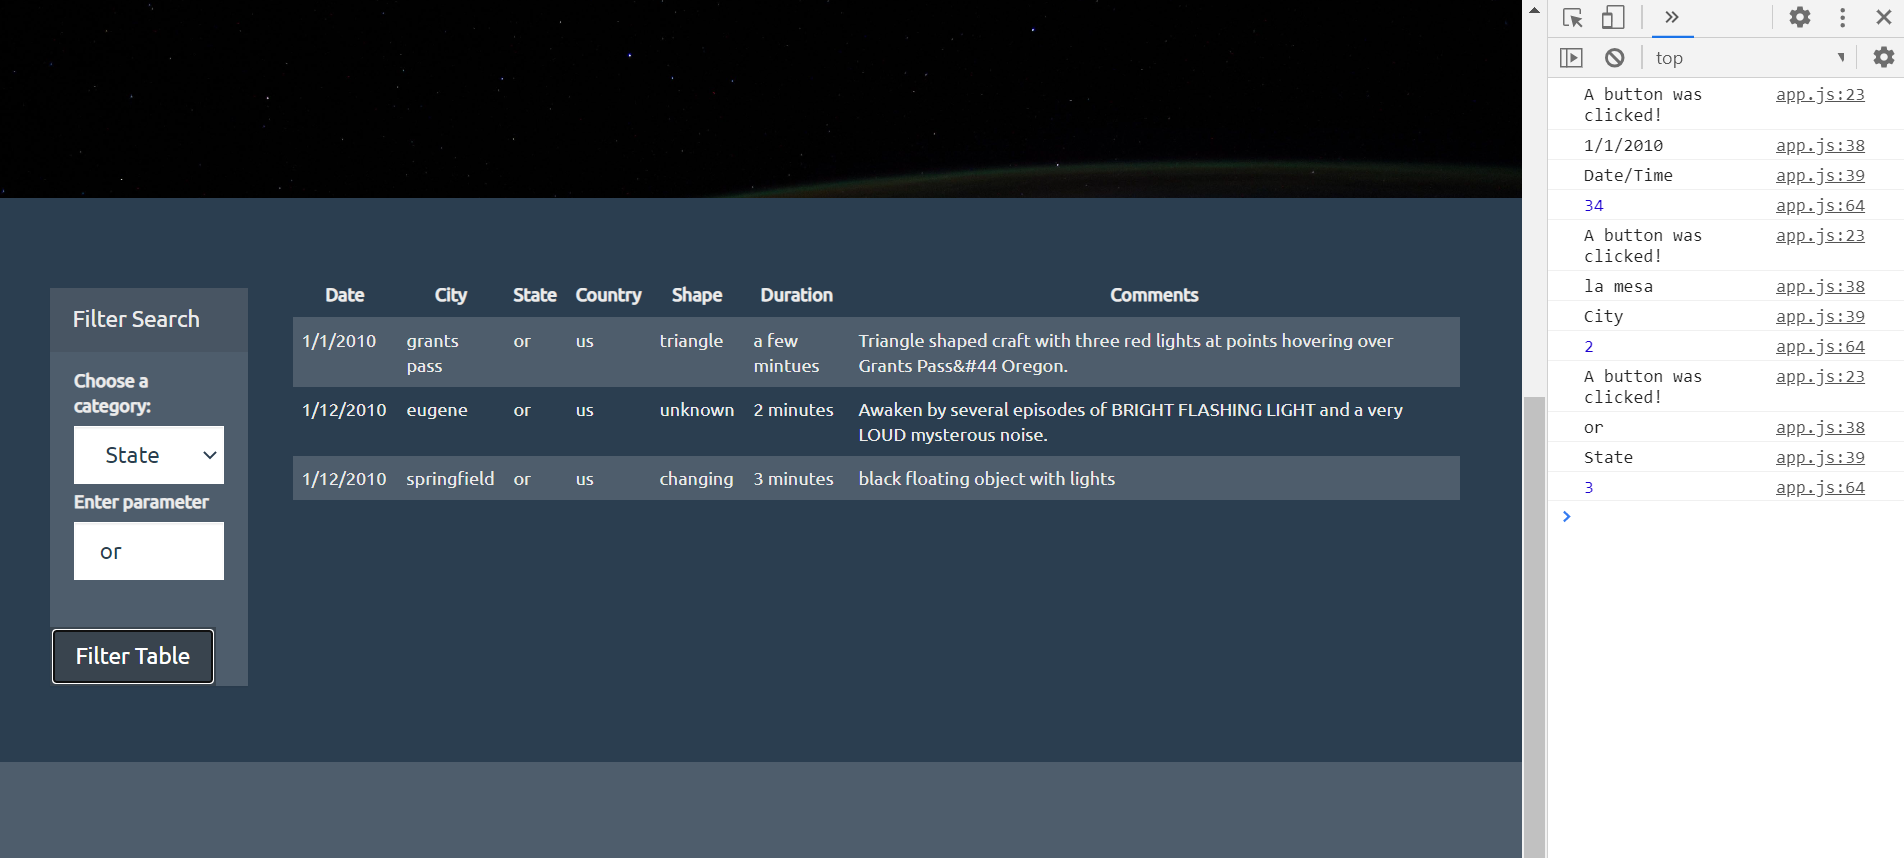 Filter Search
Choose a
category:
State
Enter parameter
or
Filter Table
Date City State Country Shape Duration Comments
1/1/2010 grants pass or us triangle a few mintues Triangle shaped craft with three red lights at points hovering over
Grants Pass&#44 Oregon.
1/12/2010 eugene or us unknown 2 minutes Awaken by several episodes of BRIGHT FLASHING LIGHT and a very
LOUD mysterous noise.
1/12/2010 springfield or us changing 3 minutes black floating object with lights
top
A button was app.js:23
clicked!
1/1/2010 app.js:38
Date/Time app.js:39
34 app.js:64
A button was app.js:23
clicked!
la mesa app.js:38
City app.js:39
2 app.js:64
A button was app.js:23
clicked!
or app.js:38
State app.js:39
3 app.js:64